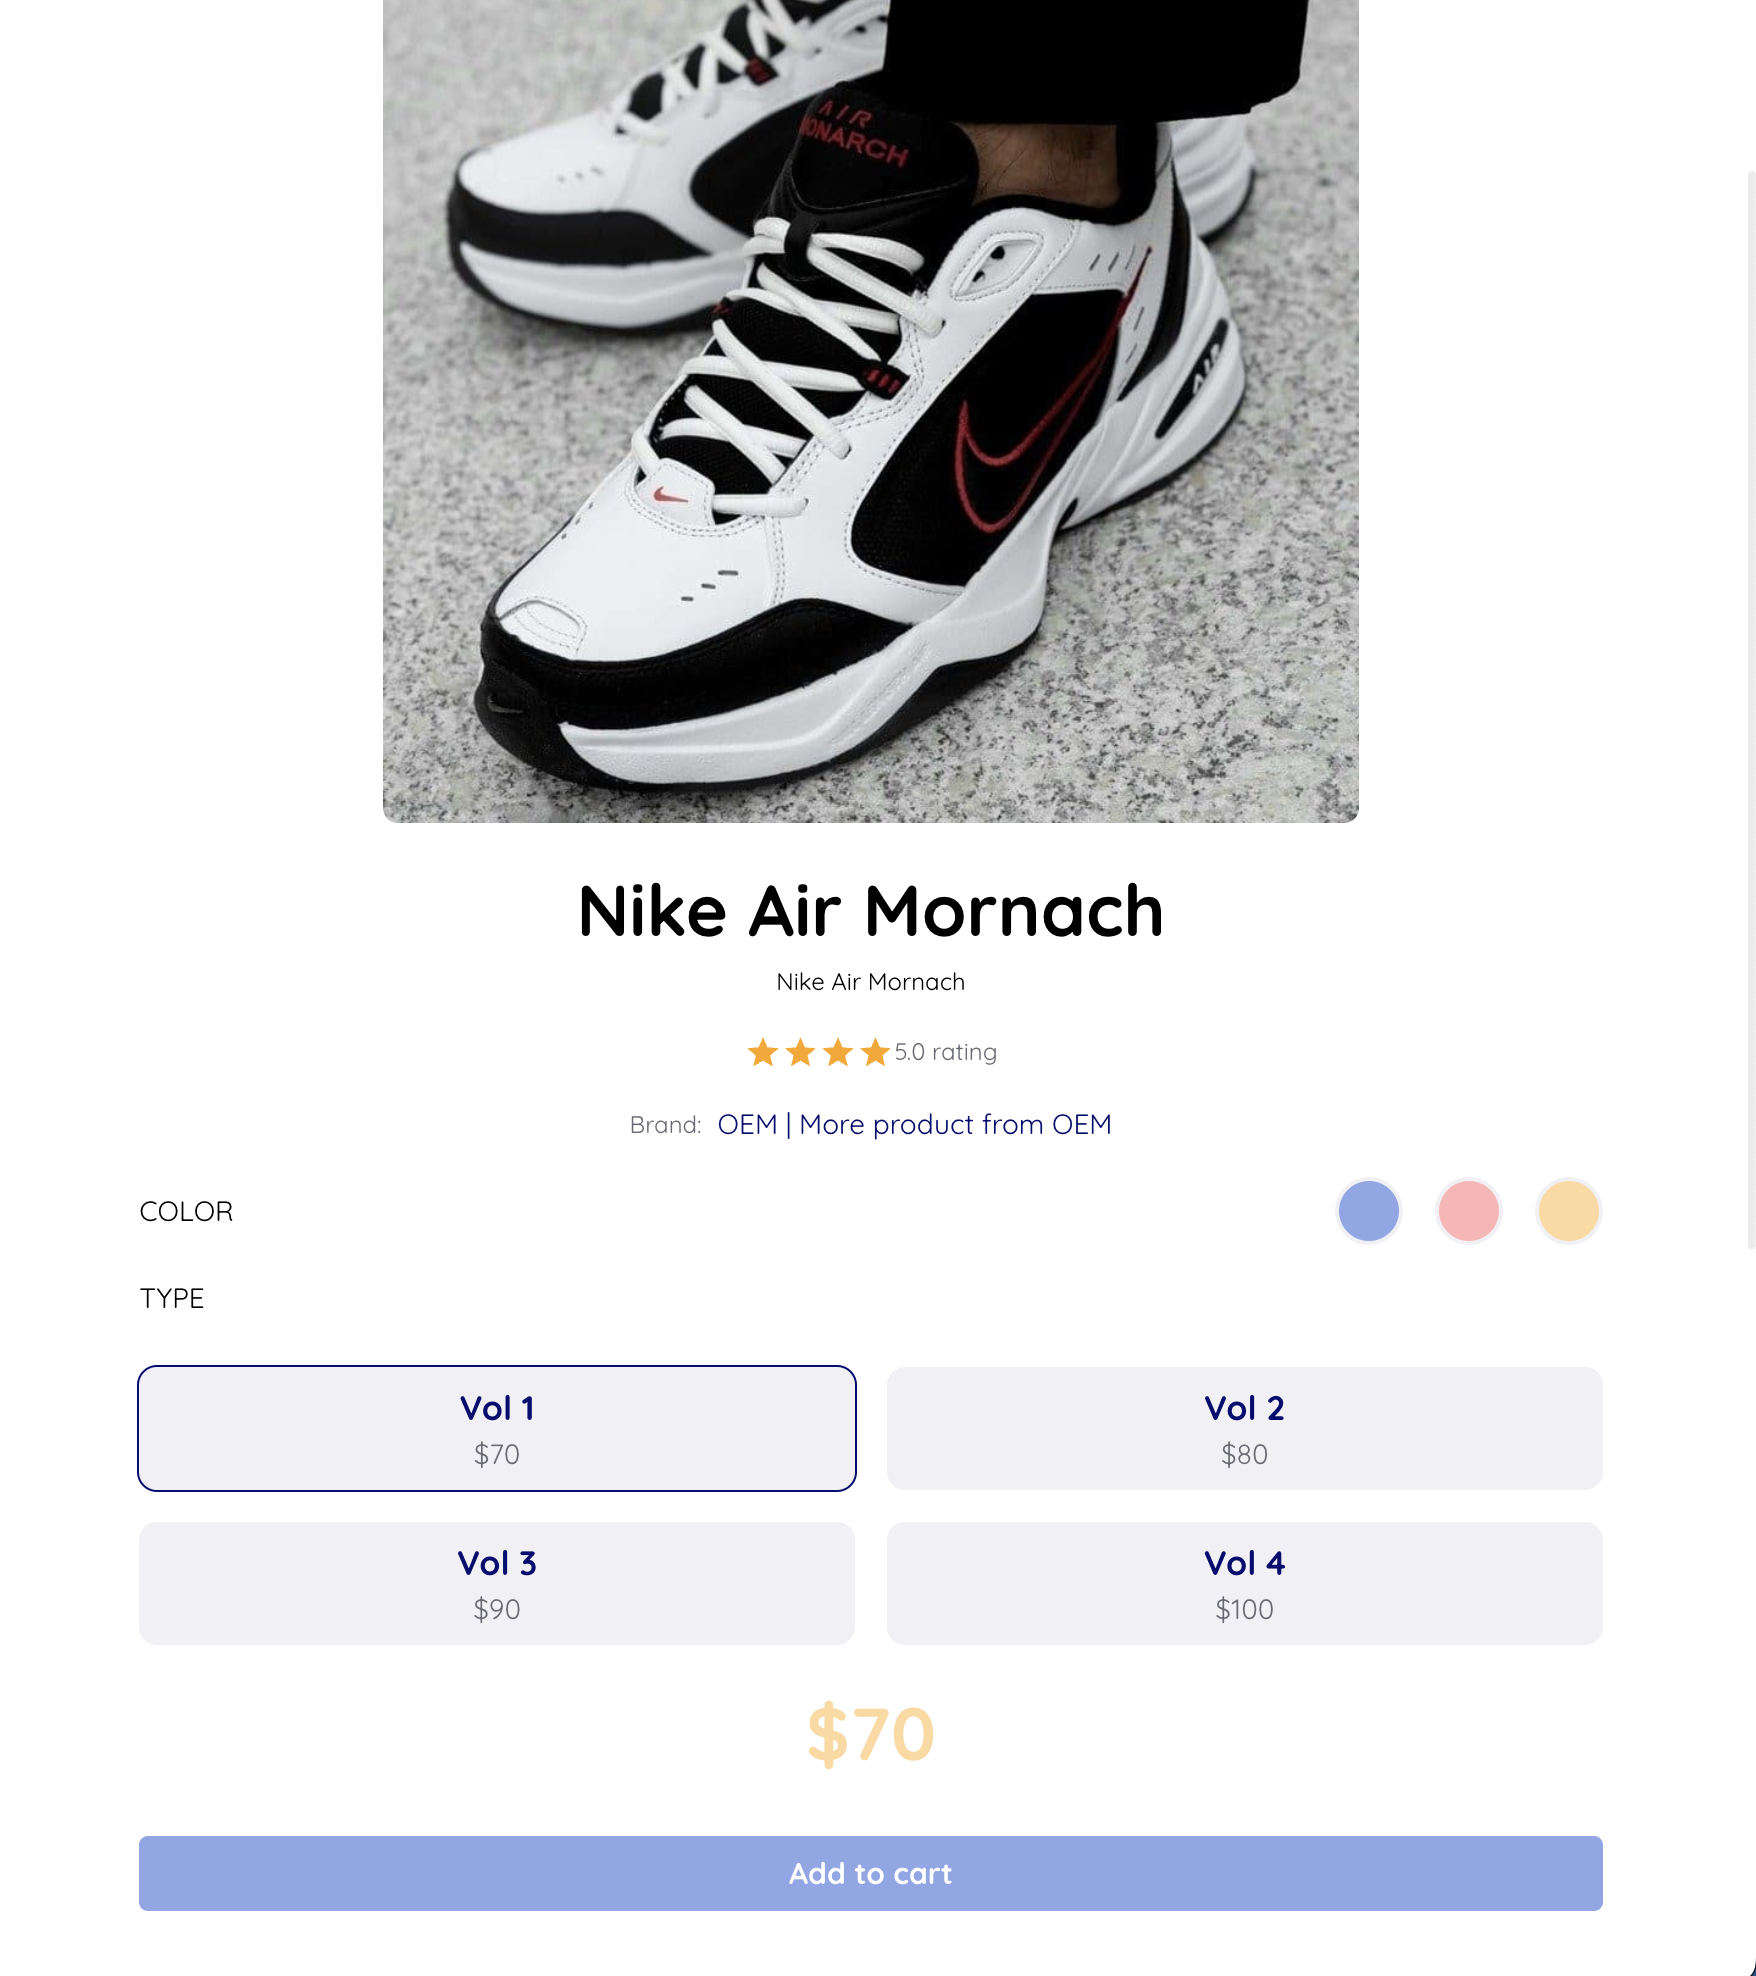 AIR
MONARCH
AIR
Nike Air Mornach
Nike Air Mornach
5.0 rating
Brand: OEM | More product from OEM
COLOR
TYPE
Vol 1
$70
Vol 2
$80
Vol 3
$90
Vol 4
$100
$70
Add to cart